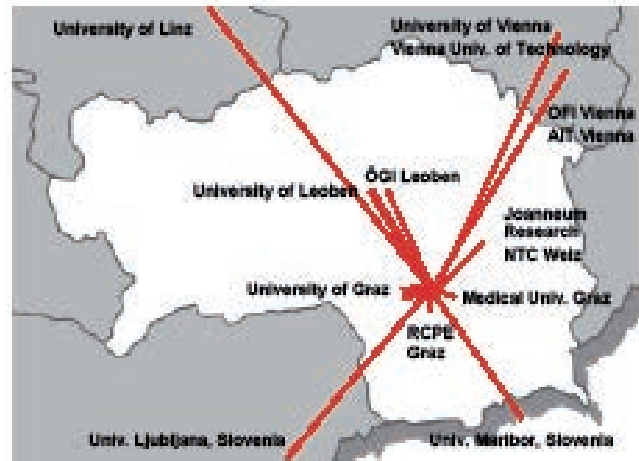 University of Linz
University of Vienna
Vienna Univ. of Technology
OFI Vienna
AIT Vienna
ÖGI Leoben
University of Leoben
Joanneum
Research
NTC Weiz
University of Graz
Medical Univ. Graz
RCPE
Graz
Univ. Ljubljana, Slovenia
Univ. Maribor, Slovenia